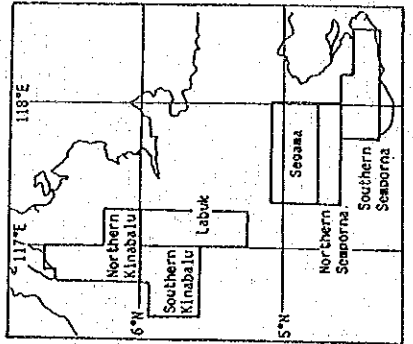 117°E
118°E
Northern
Kinabalu
6°N
Labuk
Southern
Kinabalu
Segama
5°N
Northern
Semporna
Southern
Semporna